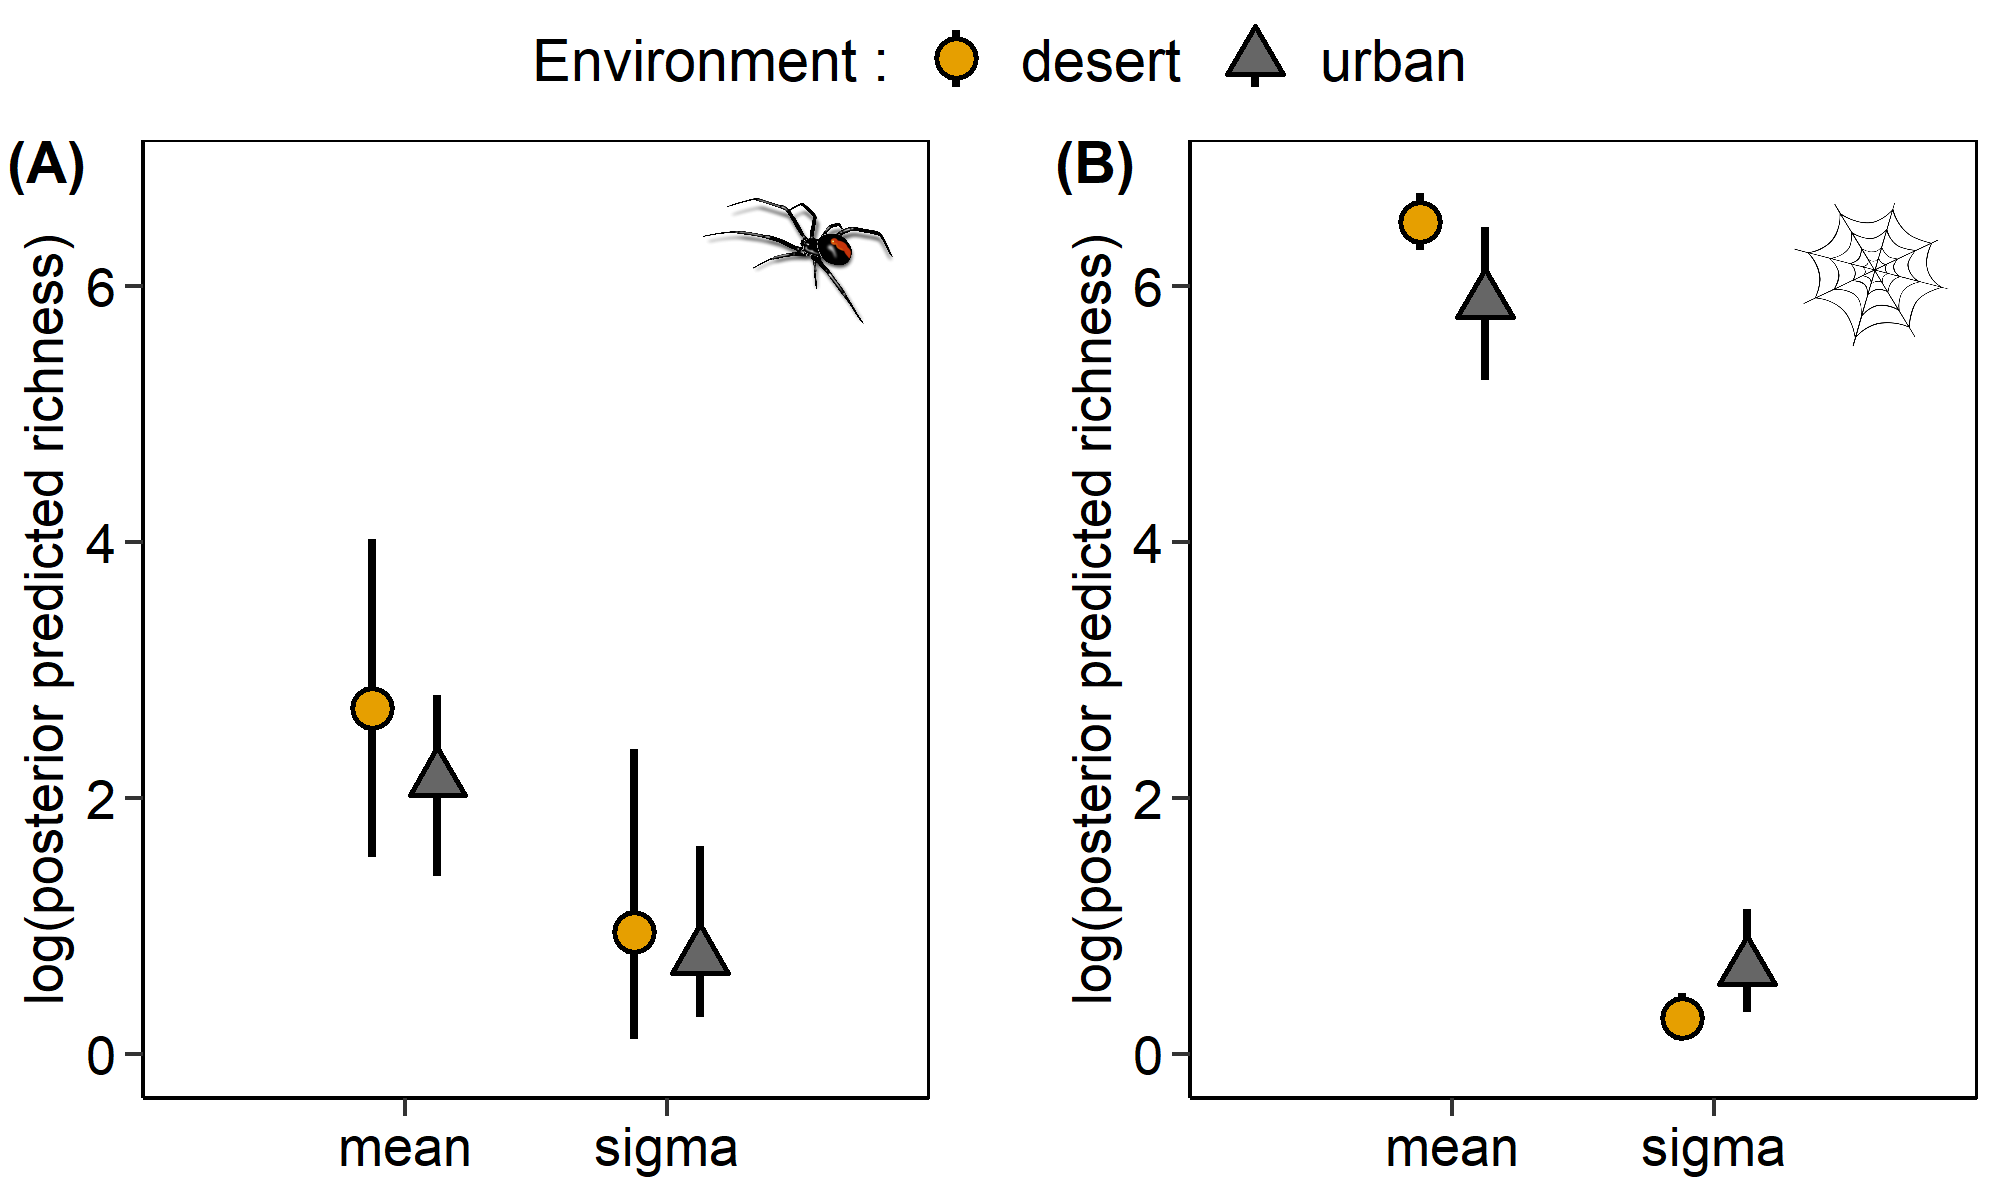 Environment : desert urban
(A)
log(posterior predicted richness)
6
4
2
0
mean sigma
(B)
log(posterior predicted richness)
6
4
2
0
mean sigma